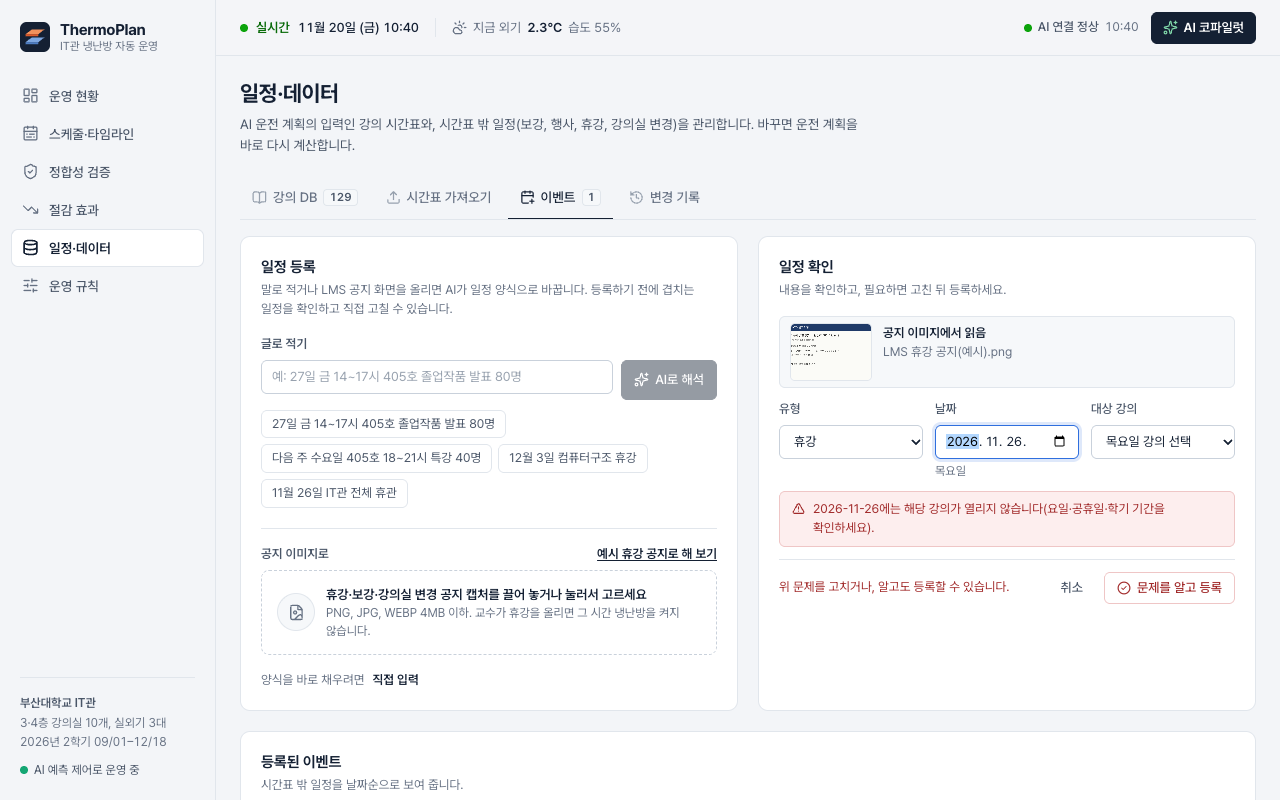 ThermoPlan
IT관 냉난방 자동 운영
운영 현황
스케줄·타임라인
정합성 검증
절감 효과
일정·데이터
운영 규칙
부산대학교 IT관
3·4층 강의실 10개, 실외기 3대
2026년 2학기 09/01–12/18
AI 예측 제어로 운영 중
실시간 11월 20일 (금) 10:40 지금 외기 2.3°C 습도 55%
AI 연결 정상 10:40 AI 코파일럿
일정·데이터
AI 운전 계획의 입력인 강의 시간표와, 시간표 밖 일정(보강, 행사, 휴강, 강의실 변경)을 관리합니다. 바꾸면 운전 계획을
바로 다시 계산합니다.
강의 DB 129 시간표 가져오기 이벤트 1 변경 기록
일정 등록
말로 적거나 LMS 공지 화면을 올리면 AI가 일정 양식으로 바꿉니다. 등록하기 전에 겹치는
일정을 확인하고 직접 고칠 수 있습니다.
글로 적기
예: 27일 금 14~17시 405호 졸업작품 발표 80명 AI로 해석
27일 금 14~17시 405호 졸업작품 발표 80명
다음 주 수요일 405호 18~21시 특강 40명 12월 3일 컴퓨터구조 휴강
11월 26일 IT관 전체 휴관
공지 이미지로 예시 휴강 공지로 해 보기
휴강·보강·강의실 변경 공지 캡처를 끌어 놓거나 눌러서 고르세요
PNG, JPG, WEBP 4MB 이하. 교수가 휴강을 올리면 그 시간 냉난방을 켜지
않습니다.
양식을 바로 채우려면 직접 입력
일정 확인
내용을 확인하고, 필요하면 고친 뒤 등록하세요.
공지 이미지에서 읽음
LMS 휴강 공지(예시).png
유형 날짜 대상 강의
휴강 2026. 11. 26. 목요일 강의 선택
목요일
2026-11-26에는 해당 강의가 열리지 않습니다(요일·공휴일·학기 기간을
확인하세요).
위 문제를 고치거나, 알고도 등록할 수 있습니다. 취소 문제를 알고 등록
등록된 이벤트
시간표 밖 일정을 날짜순으로 보여 줍니다.